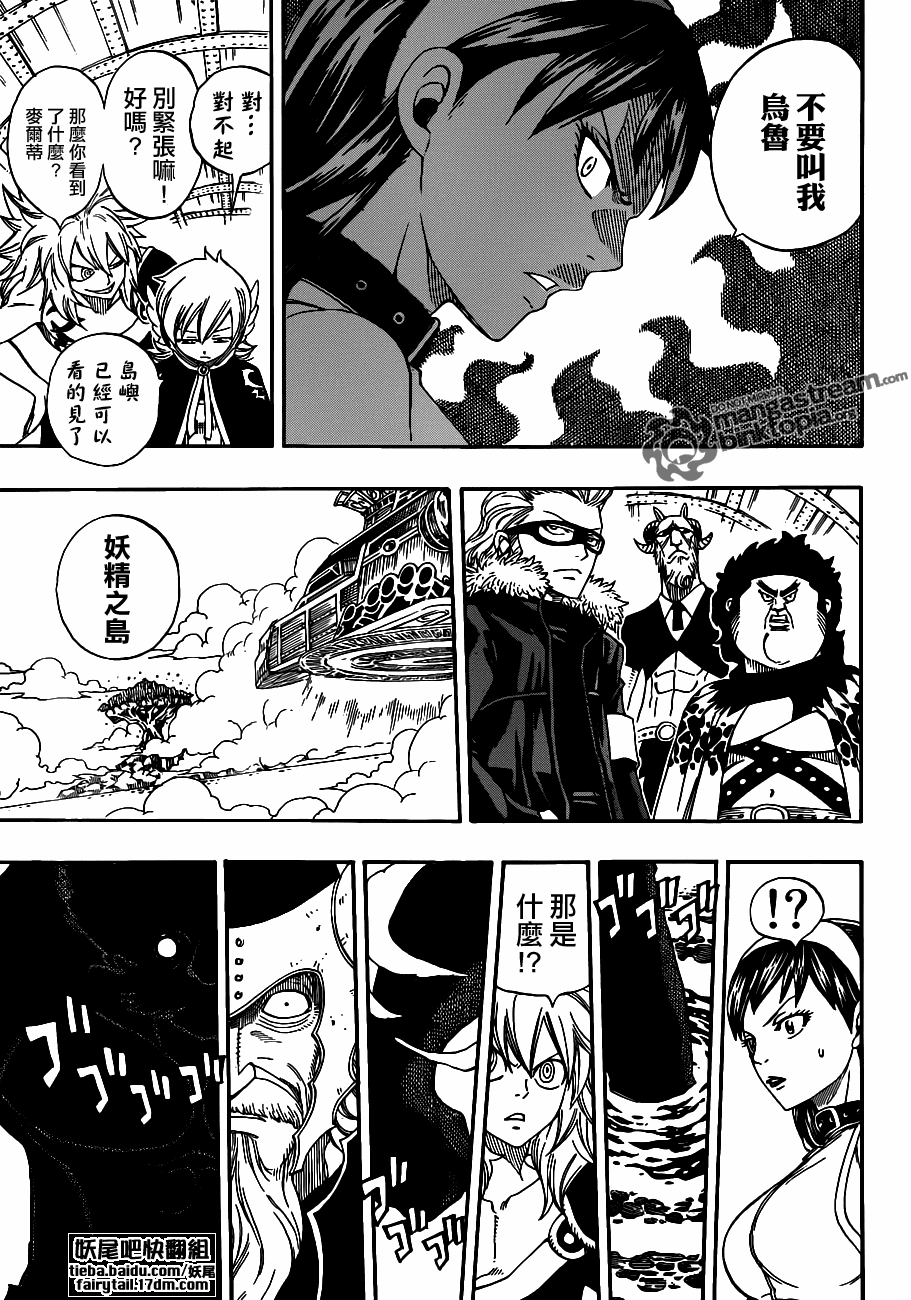 不要叫我
烏魯
對…
對不起
別緊張嘛！
好嗎？
那麼你看到
了什麼？
麥爾蒂
島嶼
已經可以
看的見了
mangastream.com
binktopia.org
妖精之島
!?
ゴゴゴ
那是
什麼!?
ゴゴゴ
ゴゴゴ
妖尾吧快翻組
tieba.baidu.com/妖尾
fairytail.17dm.com